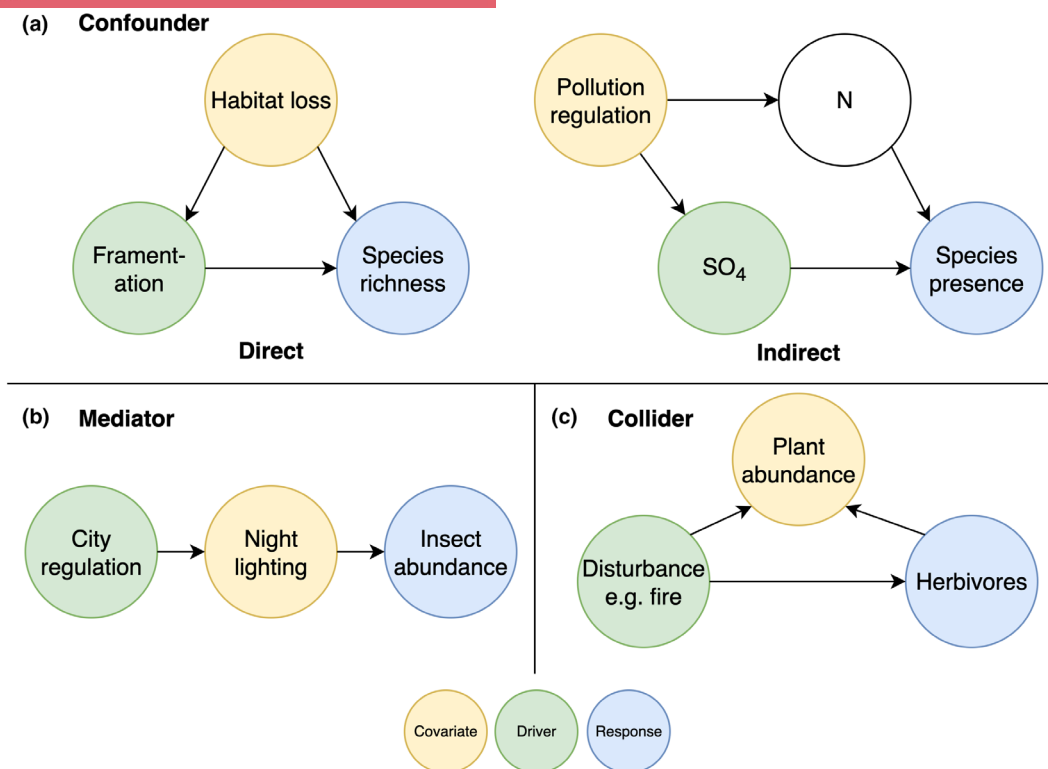 (a) Confounder
Habitat loss
Frament-
ation
Species
richness
Direct
Pollution
regulation
N
SO₄
Species
presence
Indirect
(b) Mediator
City
regulation
Night
lighting
Insect
abundance
(c) Collider
Plant
abundance
Disturbance
e.g. fire
Herbivores
Covariate
Driver
Response